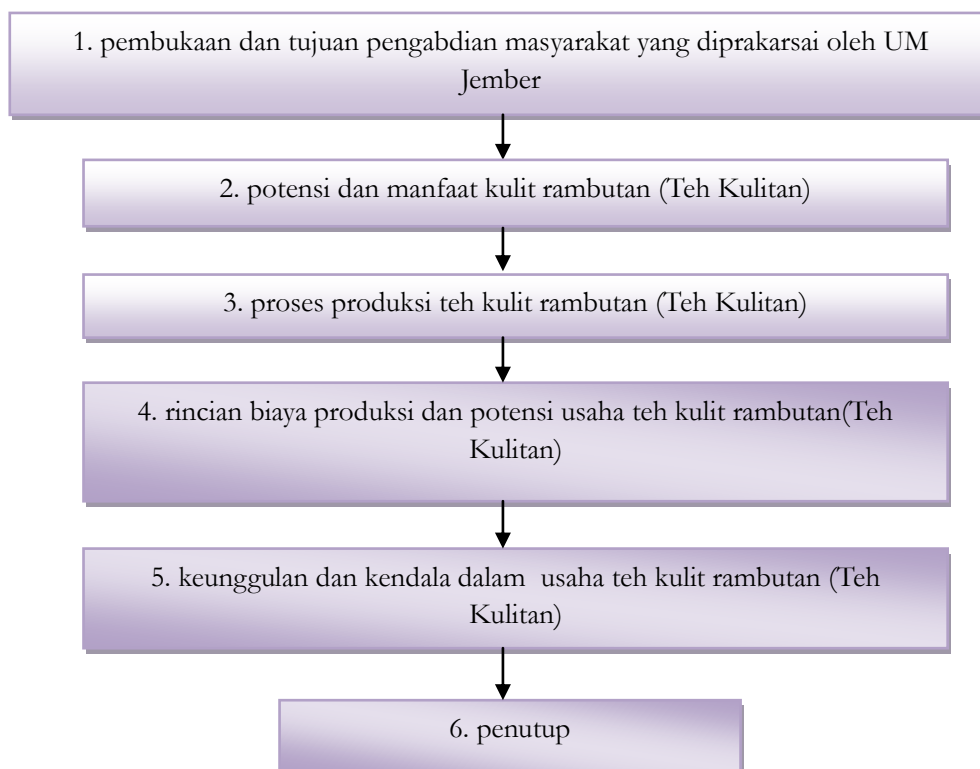 1. pembukaan dan tujuan pengabdian masyarakat yang diprakarsai oleh UM
Jember
2. potensi dan manfaat kulit rambutan (Teh Kulitan)
3. proses produksi teh kulit rambutan (Teh Kulitan)
4. rincian biaya produksi dan potensi usaha teh kulit rambutan(Teh
Kulitan)
5. keunggulan dan kendala dalam usaha teh kulit rambutan (Teh
Kulitan)
6. penutup